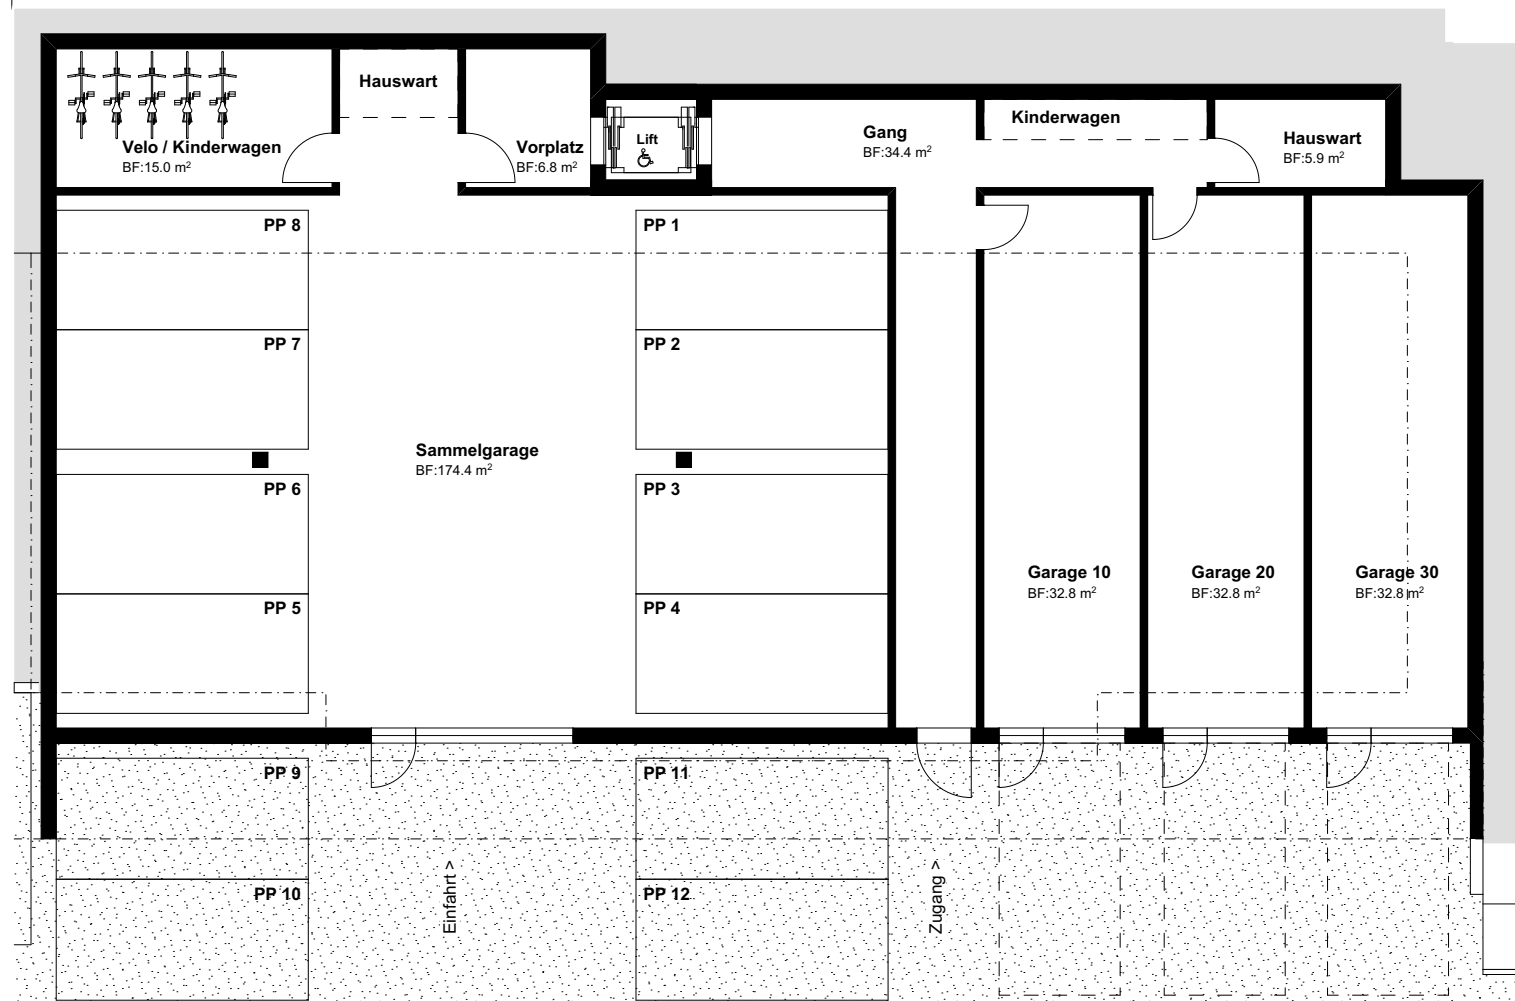 Hauswart
Velo / Kinderwagen
BF:15.0 m²
Vorplatz
BF:6.8 m²
Lift
Gang
BF:34.4 m²
Kinderwagen
Hauswart
BF:5.9 m²
PP 8
PP 1
PP 7
PP 2
Sammelgarage
BF:174.4 m²
PP 6
PP 3
Garage 10
BF:32.8 m²
Garage 20
BF:32.8 m²
Garage 30
BF:32.8 m²
PP 5
PP 4
PP 9
PP 11
PP 10
Einfahrt >
PP 12
Zugang >